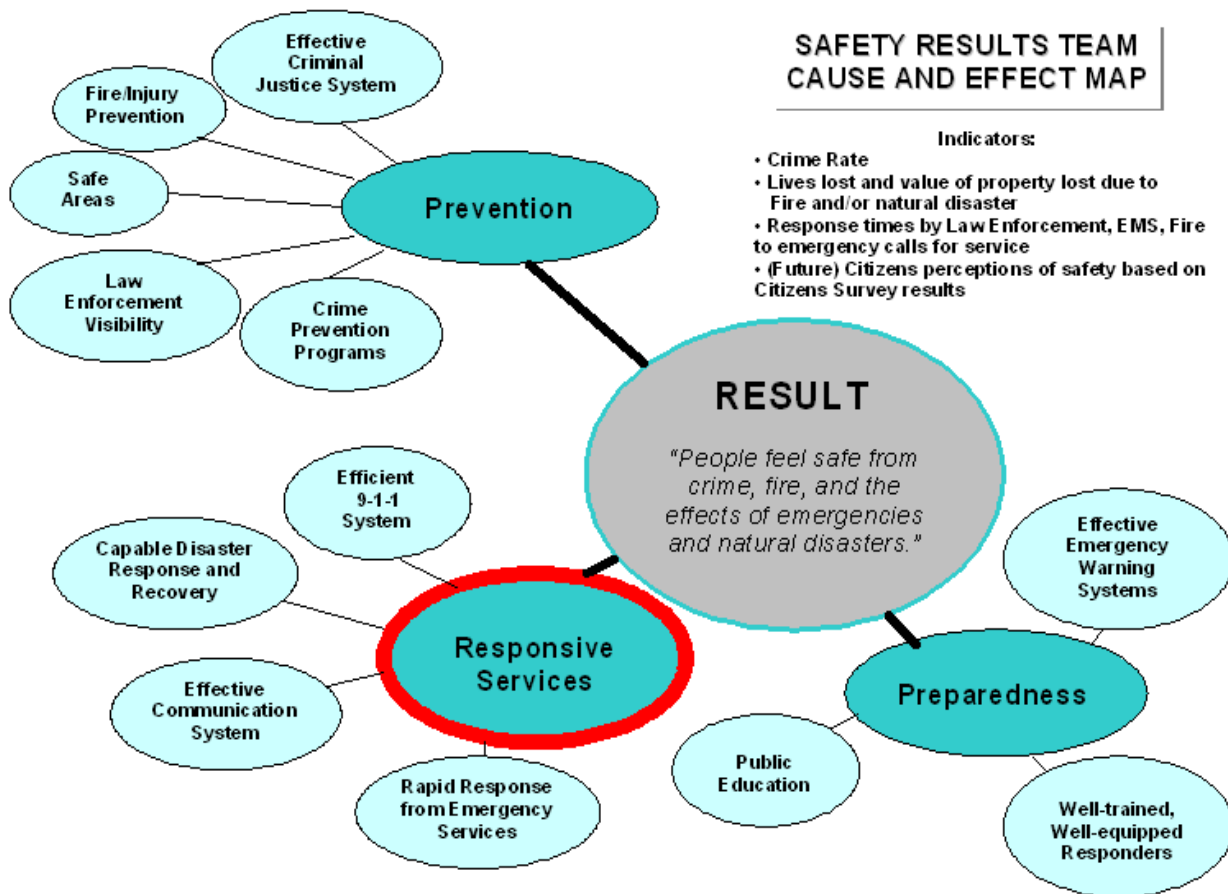 SAFETY RESULTS TEAM
CAUSE AND EFFECT MAP
Indicators:
• Crime Rate
• Lives lost and value of property lost due to
Fire and/or natural disaster
• Response times by Law Enforcement, EMS, Fire
to emergency calls for service
• (Future) Citizens perceptions of safety based on
Citizens Survey results
Effective
Criminal
Justice System
Fire/Injury
Prevention
Safe
Areas
Law
Enforcement
Visibility
Crime
Prevention
Programs
Prevention
RESULT
"People feel safe from
crime, fire, and the
effects of emergencies
and natural disasters."
Efficient
9-1-1
System
Capable Disaster
Response and
Recovery
Effective
Communication
System
Rapid Response
from Emergency
Services
Responsive
Services
Effective
Emergency
Warning
Systems
Preparedness
Public
Education
Well-trained,
Well-equipped
Responders